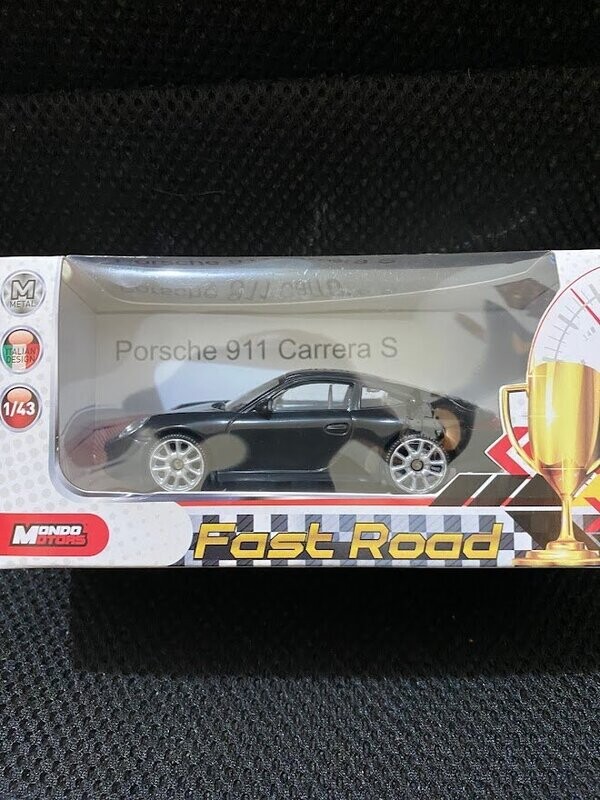 M
METAL
ITALIAN
DESIGN
1/43
Porsche 911 Carrera S
MONDO
MOTORS
Fast Road